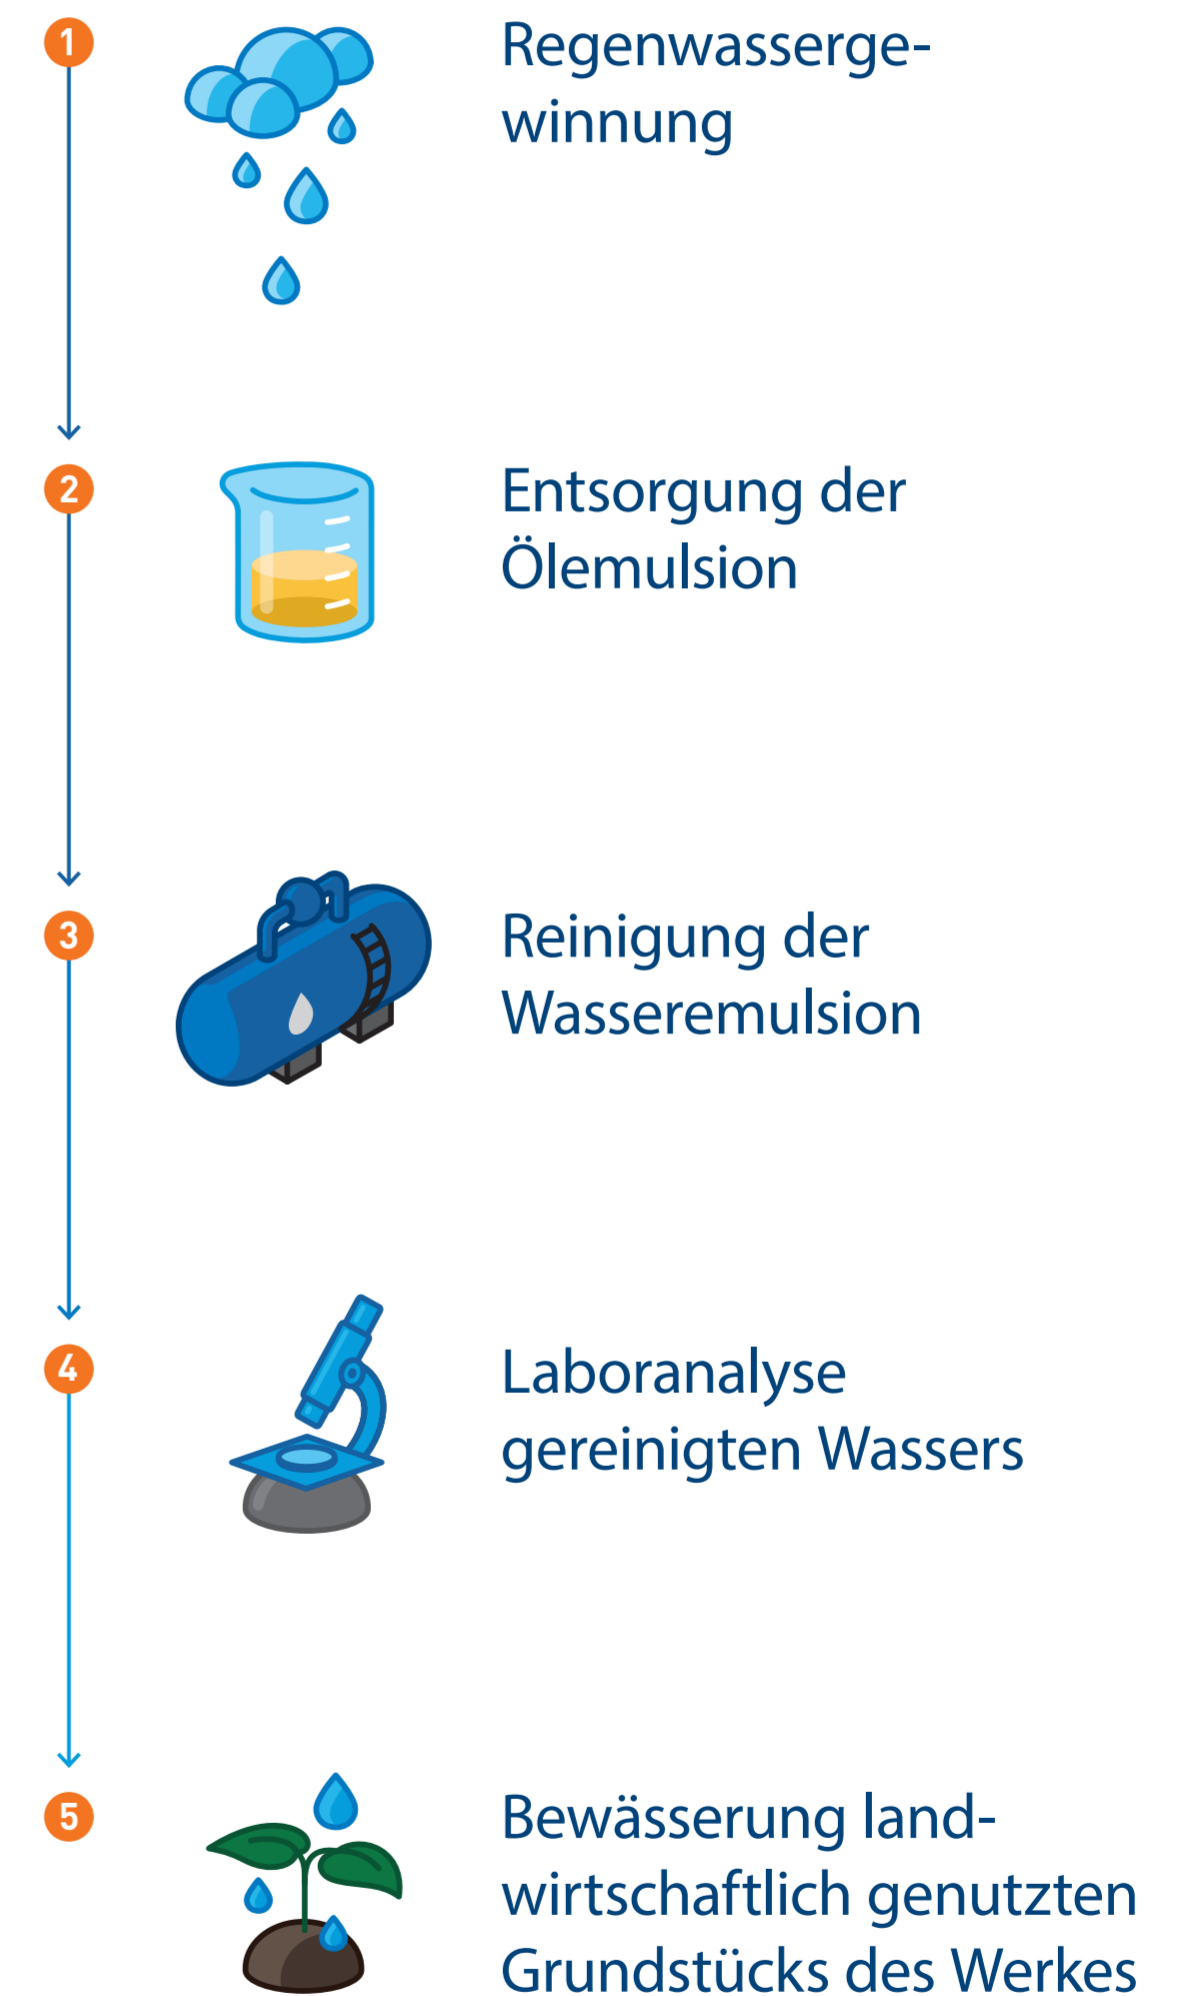 1
Regenwasserge-
winnung
2
Entsorgung der
Ölemulsion
3
Reinigung der
Wasseremulsion
4
Laboranalyse
gereinigten Wassers
5
Bewässerung land-
wirtschaftlich genutzten
Grundstücks des Werkes